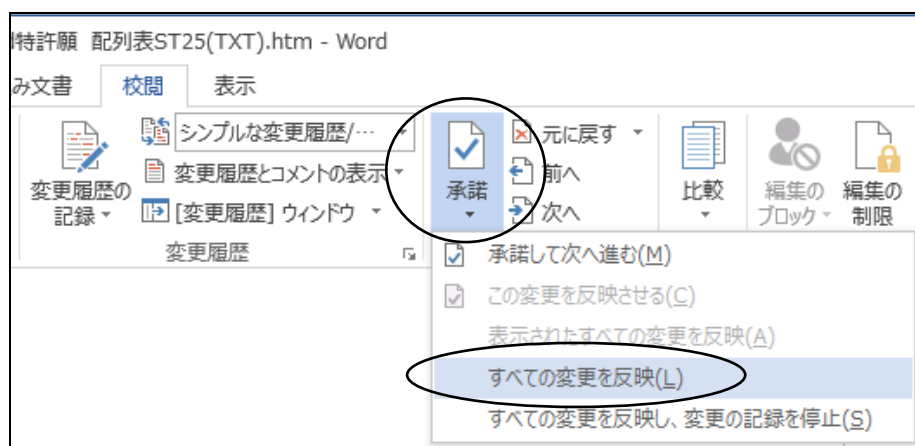 特許願 配列表ST25(TXT).htm - Word
み文書 校閲 表示
シンプルな変更履歴/…
変更履歴とコメントの表示
[変更履歴] ウィンドウ
変更履歴の
記録
変更履歴
承諾
元に戻す
前へ
次へ
比較
編集の
ブロック
編集の
制限
承諾して次へ進む(M)
この変更を反映させる(C)
表示されたすべての変更を反映(A)
すべての変更を反映(L)
すべての変更を反映し、変更の記録を停止(S)